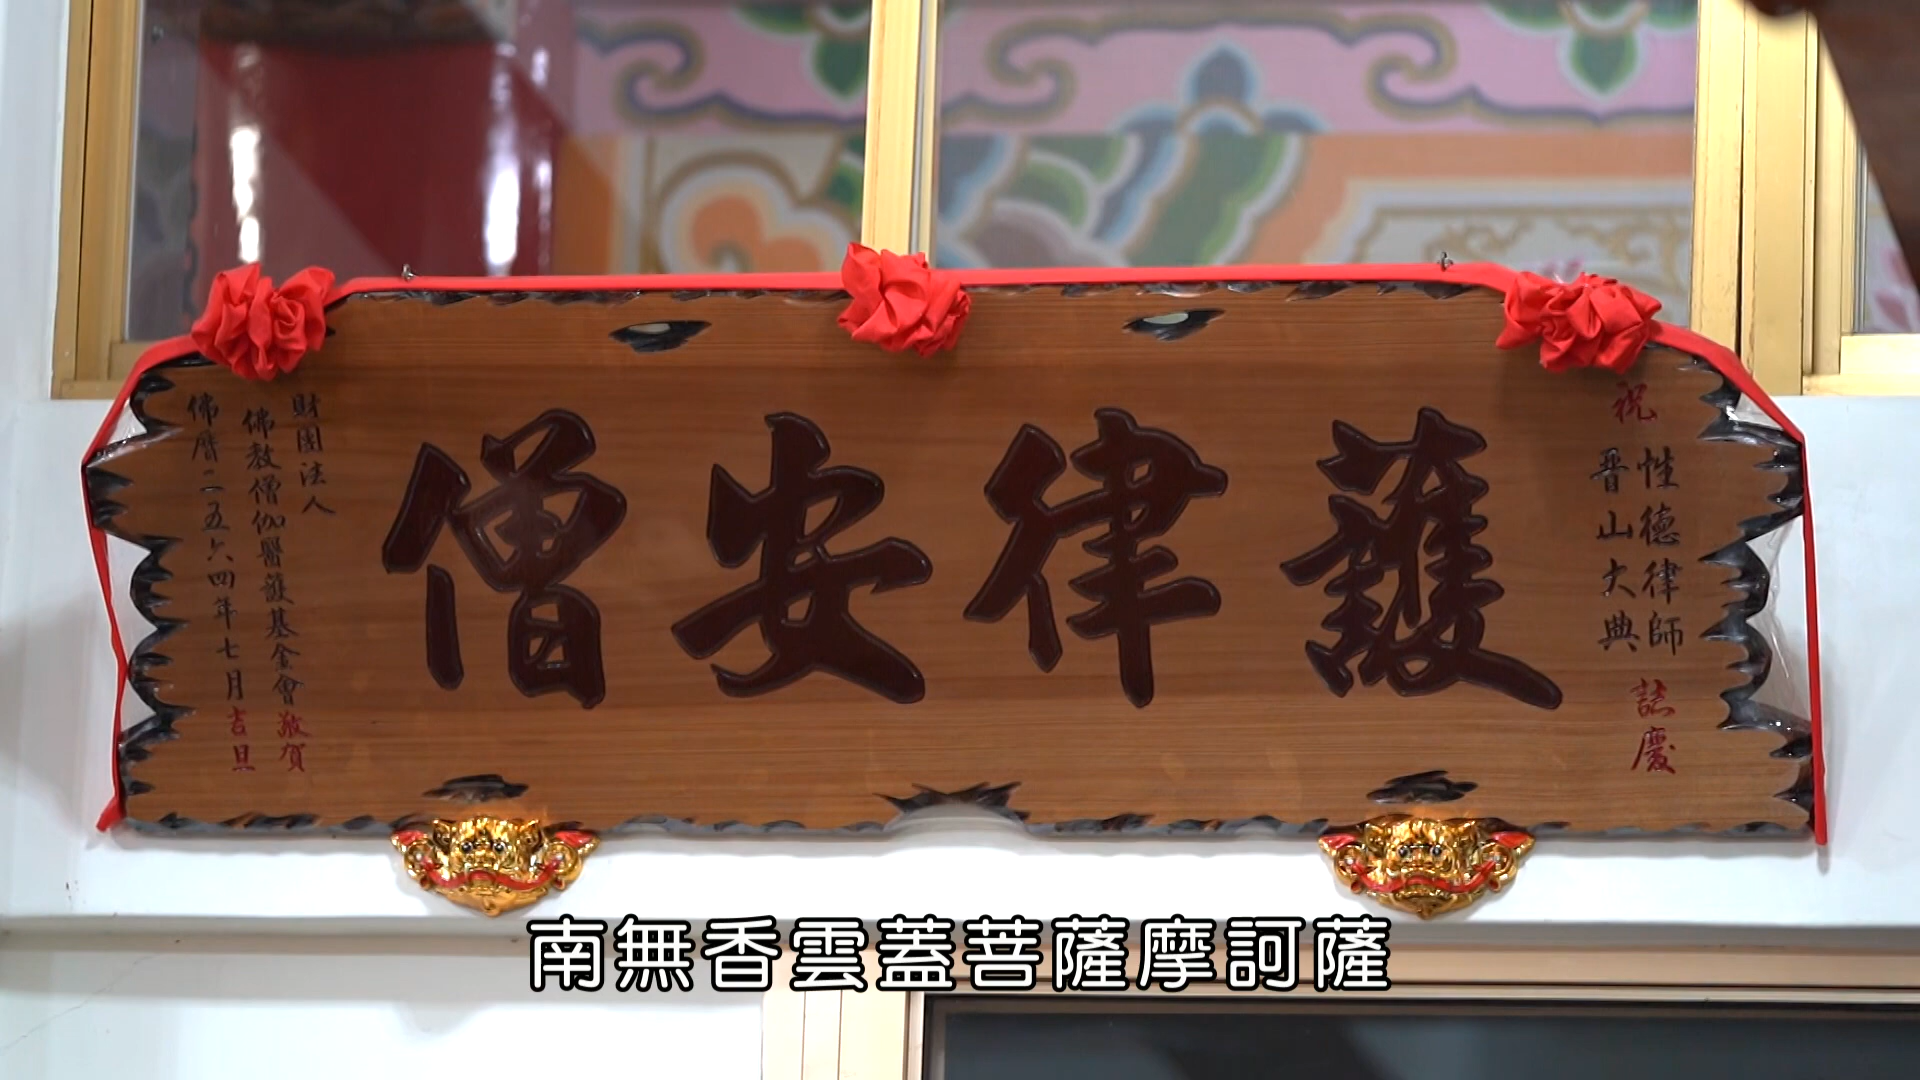 祝
性德律師
晉山大典
誌慶
護律安僧
財團法人
佛教僧伽醫護基金會敬賀
佛曆二五六四年七月吉旦
南無香雲蓋菩薩摩訶薩